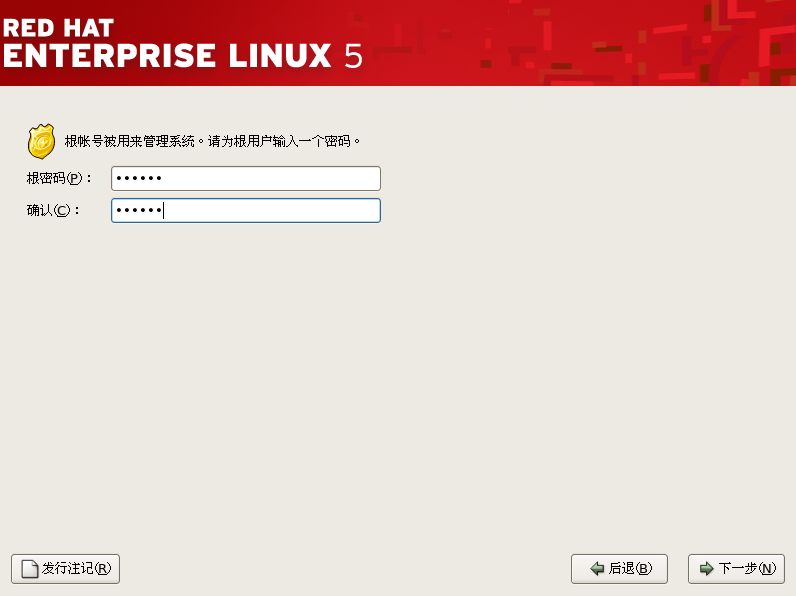 RED HAT
ENTERPRISE LINUX 5
根帐号被用来管理系统。请为根用户输入一个密码。
根密码(P)： ••••••
确认(C)： ••••••
发行注记(R) 后退(B) 下一步(N)